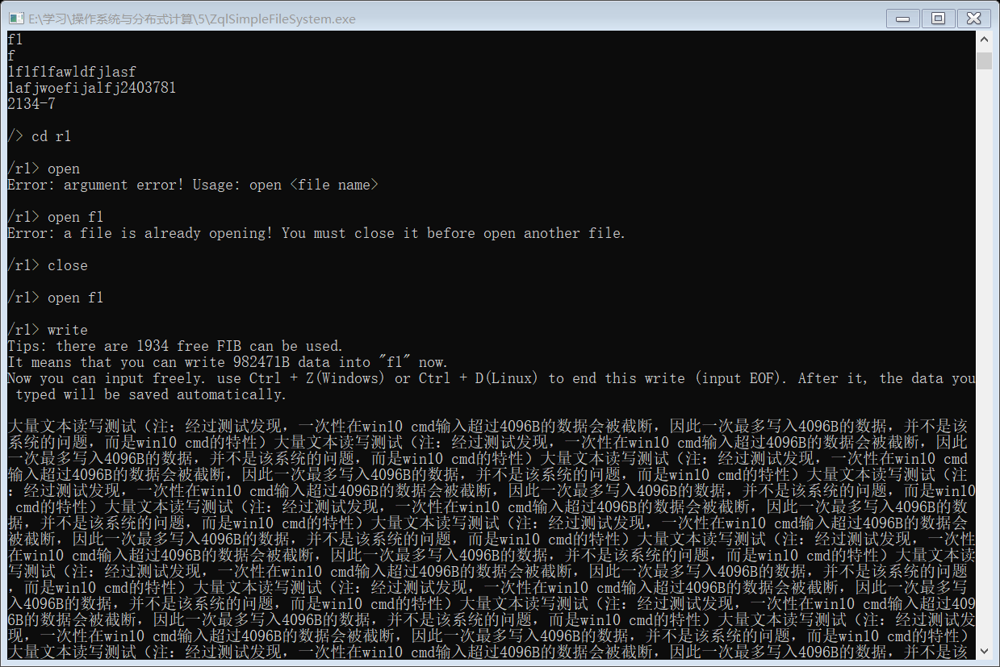 E:\学习\操作系统与分布式计算\5\ZqlSimpleFileSystem.exe
fl
f
lflflfawldfjlasf
lafjwoefijalfj2403781
2134-7
/> cd rl
/rl> open
Error: argument error! Usage: open <file name>
/rl> open fl
Error: a file is already opening! You must close it before open another file.
/rl> close
/rl> open fl
/rl> write
Tips: there are 1934 free FIB can be used.
It means that you can write 982471B data into "fl" now.
Now you can input freely. use Ctrl + Z(Windows) or Ctrl + D(Linux) to end this write (input EOF). After it, the data you
 typed will be saved automatically.
大量文本读写测试（注：经过测试发现，一次性在win10 cmd输入超过4096B的数据会被截断，因此一次最多写入4096B的数据，并不是该
系统的问题，而是win10 cmd的特性）大量文本读写测试（注：经过测试发现，一次性在win10 cmd输入超过4096B的数据会被截断，因此
一次最多写入4096B的数据，并不是该系统的问题，而是win10 cmd的特性）大量文本读写测试（注：经过测试发现，一次性在win10 cmd
输入超过4096B的数据会被截断，因此一次最多写入4096B的数据，并不是该系统的问题，而是win10 cmd的特性）大量文本读写测试（注
：经过测试发现，一次性在win10 cmd输入超过4096B的数据会被截断，因此一次最多写入4096B的数据，并不是该系统的问题，而是win10
 cmd的特性）大量文本读写测试（注：经过测试发现，一次性在win10 cmd输入超过4096B的数据会被截断，因此一次最多写入4096B的数
据，并不是该系统的问题，而是win10 cmd的特性）大量文本读写测试（注：经过测试发现，一次性在win10 cmd输入超过4096B的数据会
被截断，因此一次最多写入4096B的数据，并不是该系统的问题，而是win10 cmd的特性）大量文本读写测试（注：经过测试发现，一次性
在win10 cmd输入超过4096B的数据会被截断，因此一次最多写入4096B的数据，并不是该系统的问题，而是win10 cmd的特性）大量文本读
写测试（注：经过测试发现，一次性在win10 cmd输入超过4096B的数据会被截断，因此一次最多写入4096B的数据，并不是该系统的问题
，而是win10 cmd的特性）大量文本读写测试（注：经过测试发现，一次性在win10 cmd输入超过4096B的数据会被截断，因此一次最多写
入4096B的数据，并不是该系统的问题，而是win10 cmd的特性）大量文本读写测试（注：经过测试发现，一次性在win10 cmd输入超过409
6B的数据会被截断，因此一次最多写入4096B的数据，并不是该系统的问题，而是win10 cmd的特性）大量文本读写测试（注：经过测试发
现，一次性在win10 cmd输入超过4096B的数据会被截断，因此一次最多写入4096B的数据，并不是该系统的问题，而是win10 cmd的特性）
大量文本读写测试（注：经过测试发现，一次性在win10 cmd输入超过4096B的数据会被截断，因此一次最多写入4096B的数据，并不是该